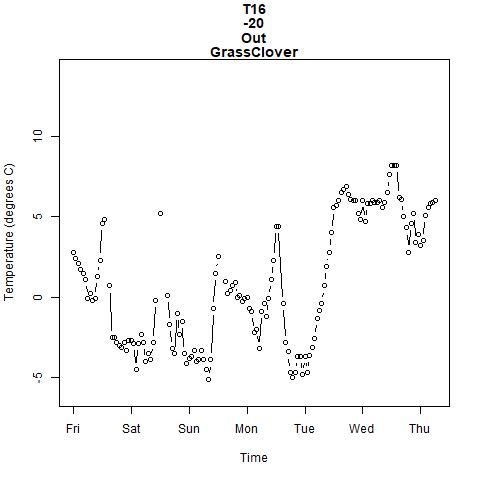 T16
-20
Out
GrassClover
Temperature (degrees C)
10
5
0
-5
Fri Sat Sun Mon Tue Wed Thu
Time